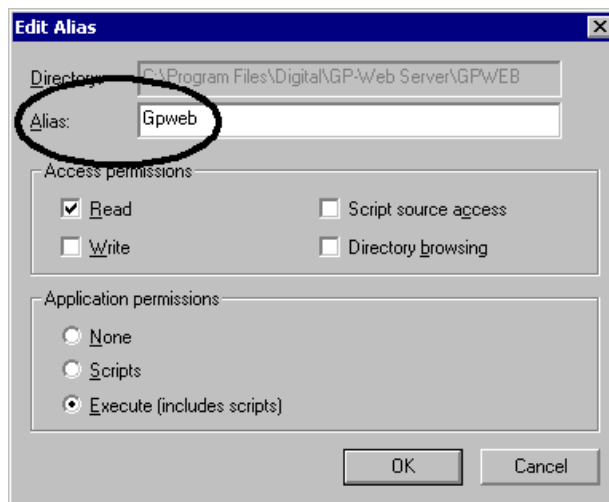 Edit Alias
Directory: C:\Program Files\Digital\GP-Web Server\GPWEB
Alias: Gpweb
Access permissions
Read Script source access
Write Directory browsing
Application permissions
None
Scripts
Execute (includes scripts)
OK Cancel